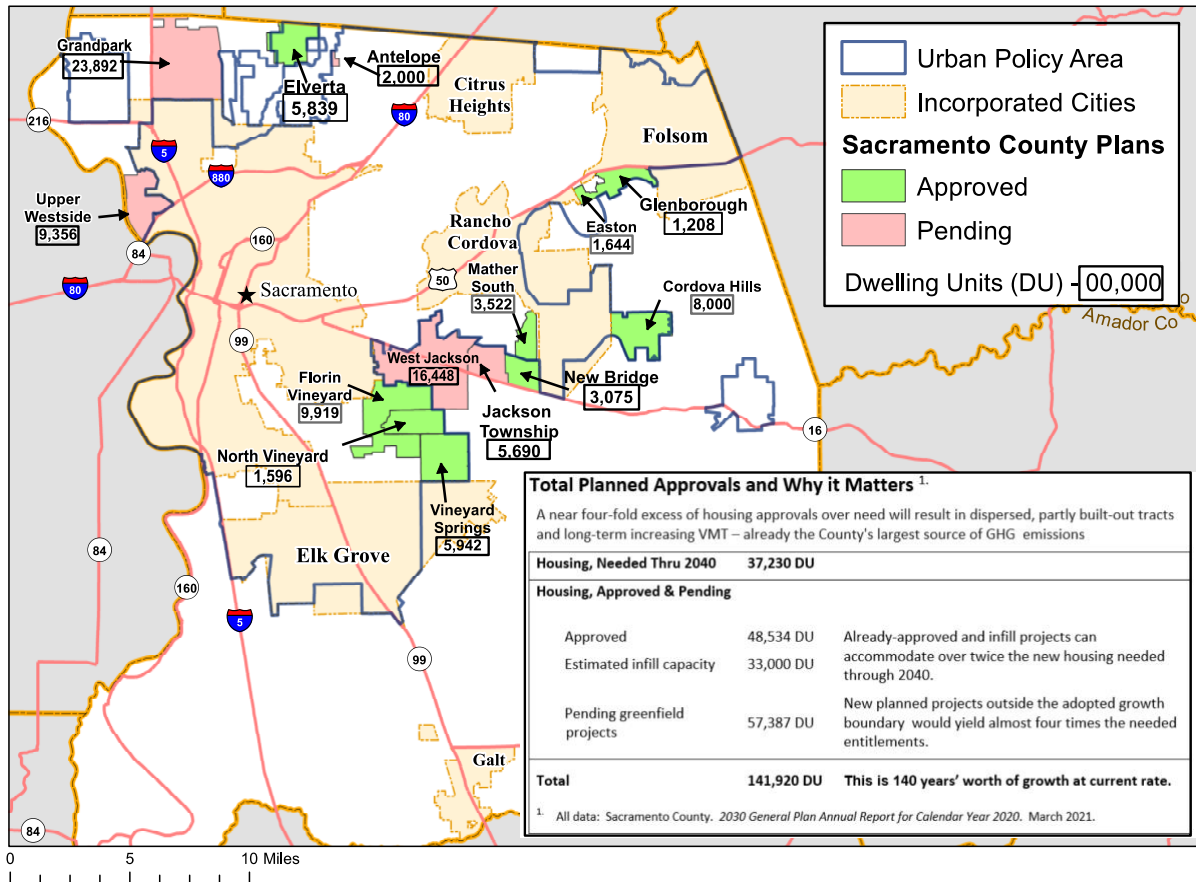 Grandpark
23,892
Elverta
5,839
Antelope
2,000
Citrus
Heights
Folsom
216
5
80
880
Upper
Westside
9,356
84
160
80
Sacramento
50
99
Rancho
Cordova
Glenborough
1,208
Easton
1,644
Mather
South
3,522
Cordova Hills
8,000
West Jackson
16,448
New Bridge
3,075
Florin
Vineyard
9,919
Jackson
Township
5,690
16
North Vineyard
1,596
Vineyard
Springs
5,942
Elk Grove
84
160
5
99
Galt
84
Urban Policy Area
Incorporated Cities
Sacramento County Plans
Approved
Pending
Dwelling Units (DU) - 00,000
o
Amador Co
Total Planned Approvals and Why it Matters 1.
A near four-fold excess of housing approvals over need will result in dispersed, partly built-out tracts
and long-term increasing VMT – already the County's largest source of GHG emissions
Housing, Needed Thru 2040 37,230 DU
Housing, Approved & Pending
Approved 48,534 DU Already-approved and infill projects can
Estimated infill capacity 33,000 DU accommodate over twice the new housing needed
through 2040.
New planned projects outside the adopted growth
Pending greenfield 57,387 DU boundary would yield almost four times the needed
projects entitlements.
Total 141,920 DU This is 140 years' worth of growth at current rate.
1. All data: Sacramento County. 2030 General Plan Annual Report for Calendar Year 2020. March 2021.
0 5 10 Miles